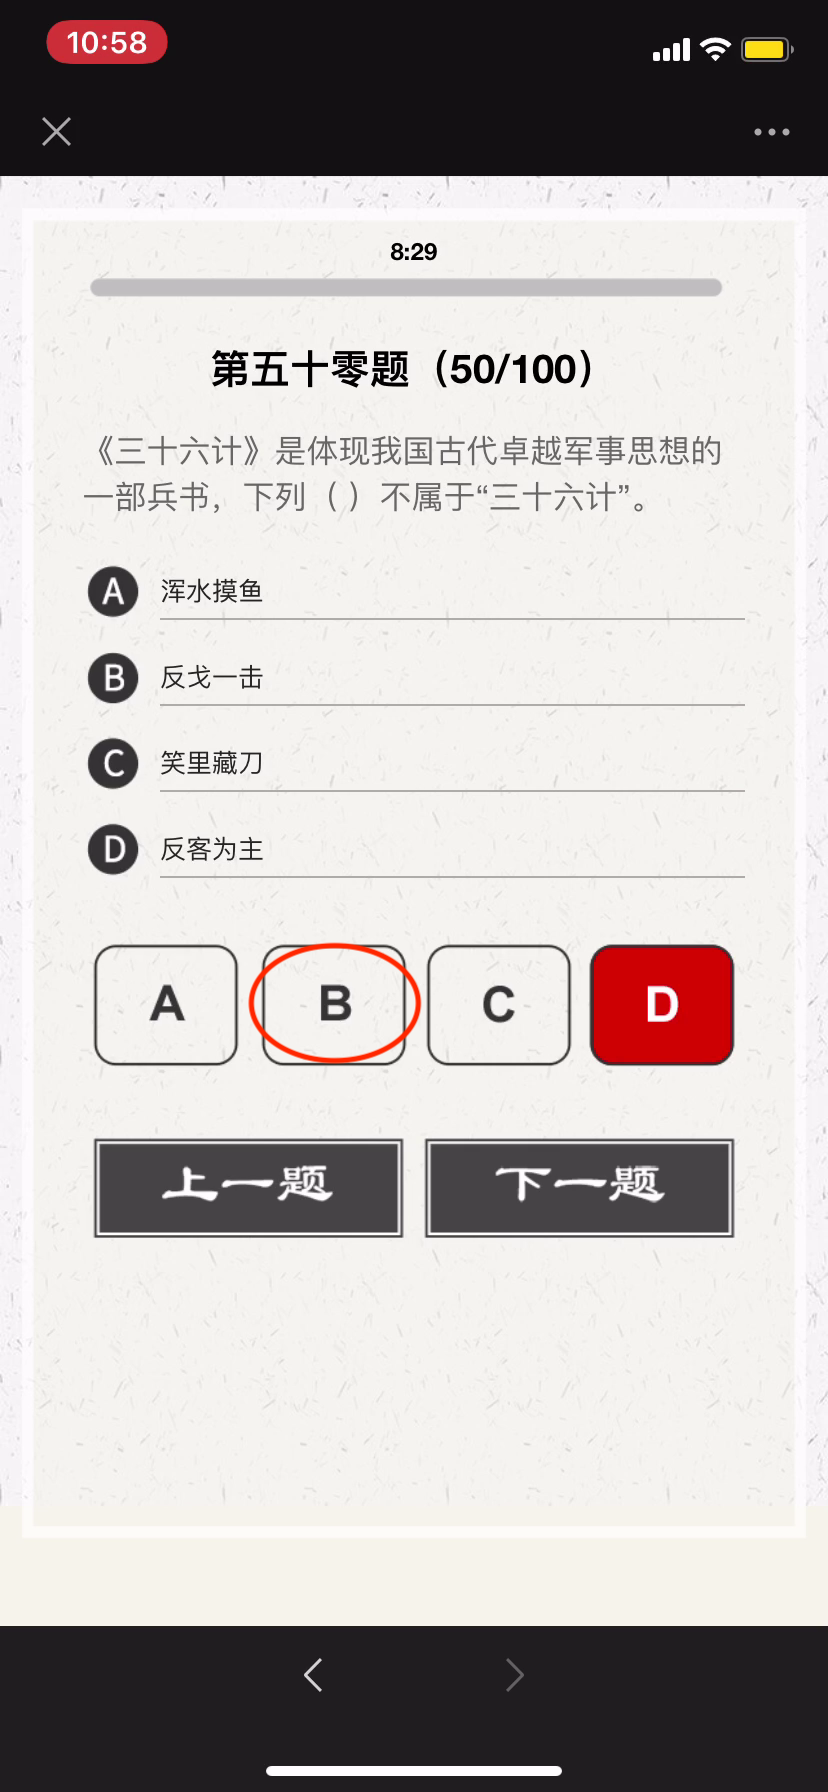 10:58
8:29
第五十零题（50/100）
《三十六计》是体现我国古代卓越军事思想的
一部兵书，下列（ ）不属于“三十六计”。
A 浑水摸鱼
B 反戈一击
C 笑里藏刀
D 反客为主
A B C D
上一题 下一题